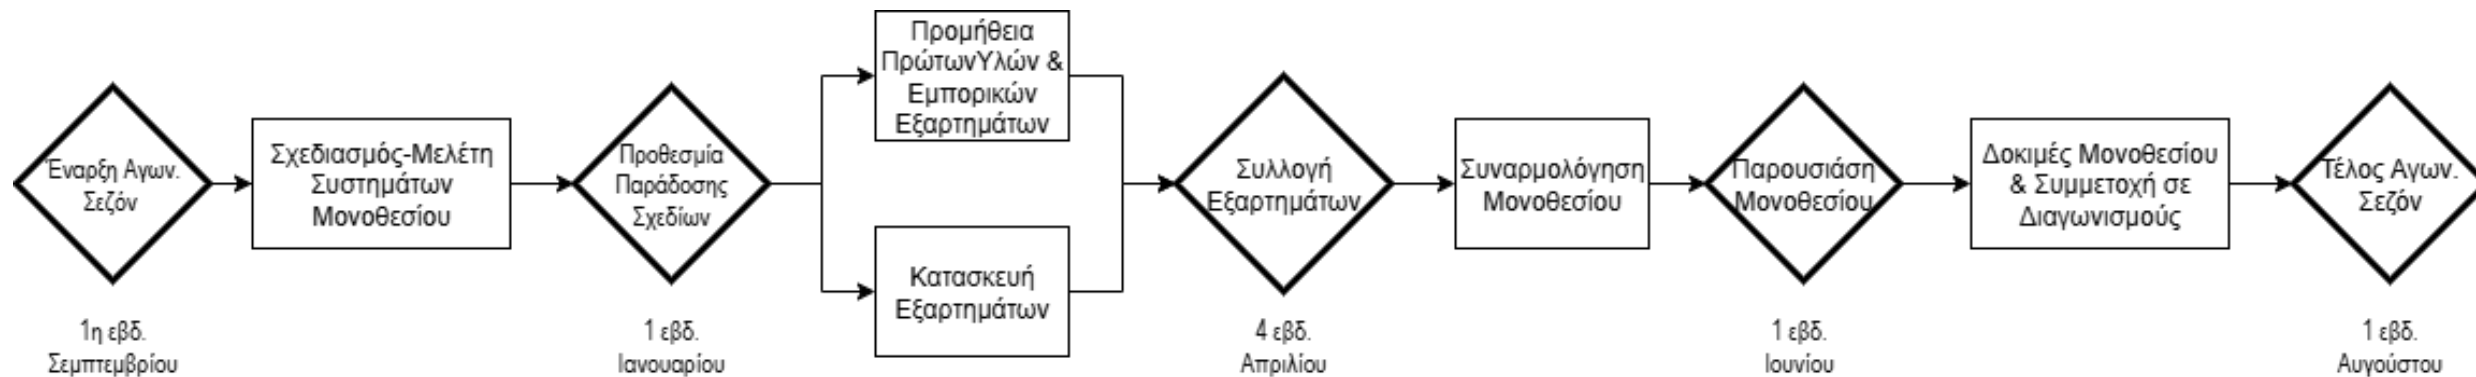 Έναρξη Αγων.
Σεζόν
1η εβδ.
Σεμπτεμβρίου
Σχεδιασμός-Μελέτη
Συστημάτων
Μονοθεσίου
Προθεσμία
Παράδοσης
Σχεδίων
1 εβδ.
Ιανουαρίου
Προμήθεια
ΠρώτωνΥλών &
Εμπορικών
Εξαρτημάτων
Κατασκευή
Εξαρτημάτων
Συλλογή
Εξαρτημάτων
4 εβδ.
Απριλίου
Συναρμολόγηση
Μονοθεσίου
Παρουσιάση
Μονοθεσίου
1 εβδ.
Ιουνίου
Δοκιμές Μονοθεσίου
& Συμμετοχή σε
Διαγωνισμούς
Τέλος Αγων.
Σεζόν
1 εβδ.
Αυγούστου